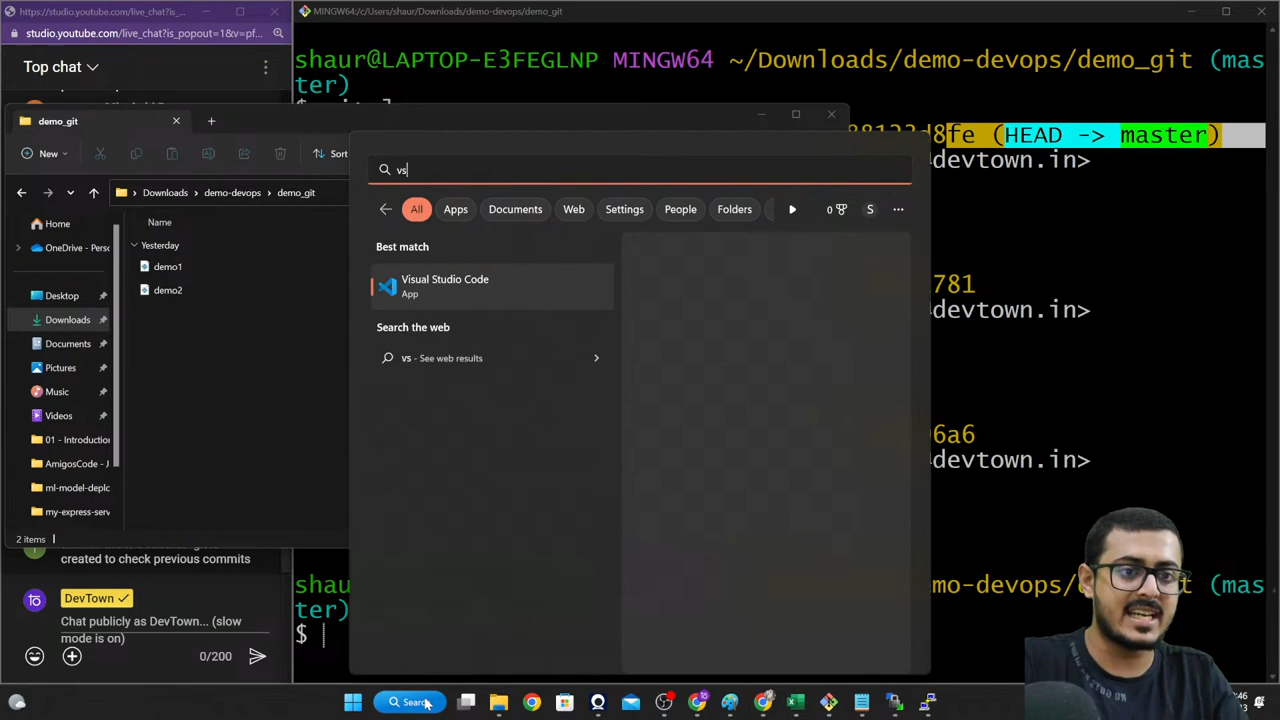 https://studio.youtube.com/live_chat?is_popout=1&v=ps_...
studio.youtube.com/live_chat?is_popout=1&v=pf...
Top chat
created to check previous commits
DevTown
Chat publicly as DevTown... (slow
mode is on)
0/200
MINGW64:/c/Users/shaur/Downloads/demo-devops/demo_git
shaur@LAPTOP-E3FEGLNP MINGW64 ~/Downloads/demo-devops/demo_git (mas
ter)
$
fe (HEAD -> master)
devtown.in>
781
devtown.in>
6a6
devtown.in>
shau
demo-devops/
(mas
ter)
$
demo_git
New
Sort
Downloads
demo-devops
demo_git
Home
OneDrive - Perso
Desktop
Downloads
Documents
Pictures
Music
Videos
01 - Introduction
AmigosCode - J
ml-model-deplo
my-express-serv
Name
Yesterday
demo1
demo2
2 items
vs
All
Apps
Documents
Web
Settings
People
Folders
0
S
Best match
Visual Studio Code
App
Search the web
vs - See web results
Search